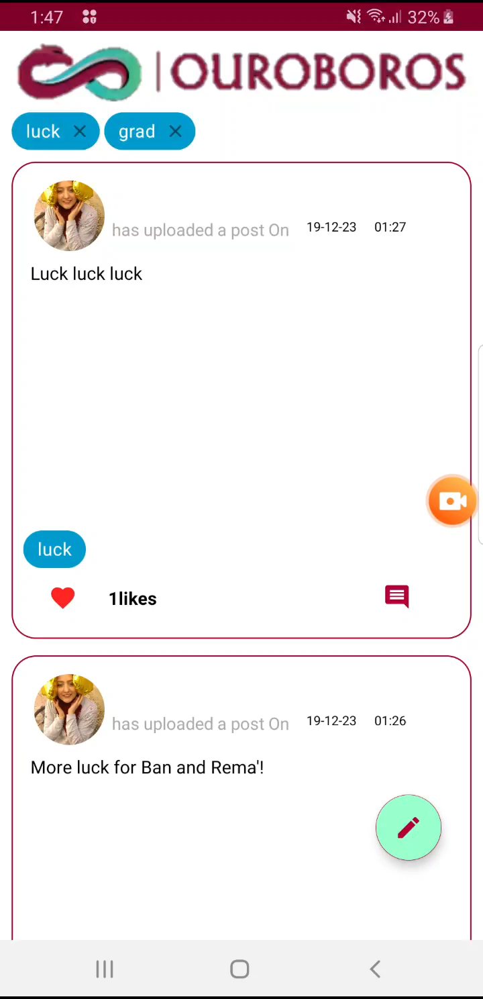 1:47 32%
| OUROBOROS
luck × grad ×
has uploaded a post On 19-12-23 01:27
Luck luck luck
luck
1likes
has uploaded a post On 19-12-23 01:26
More luck for Ban and Rema'!